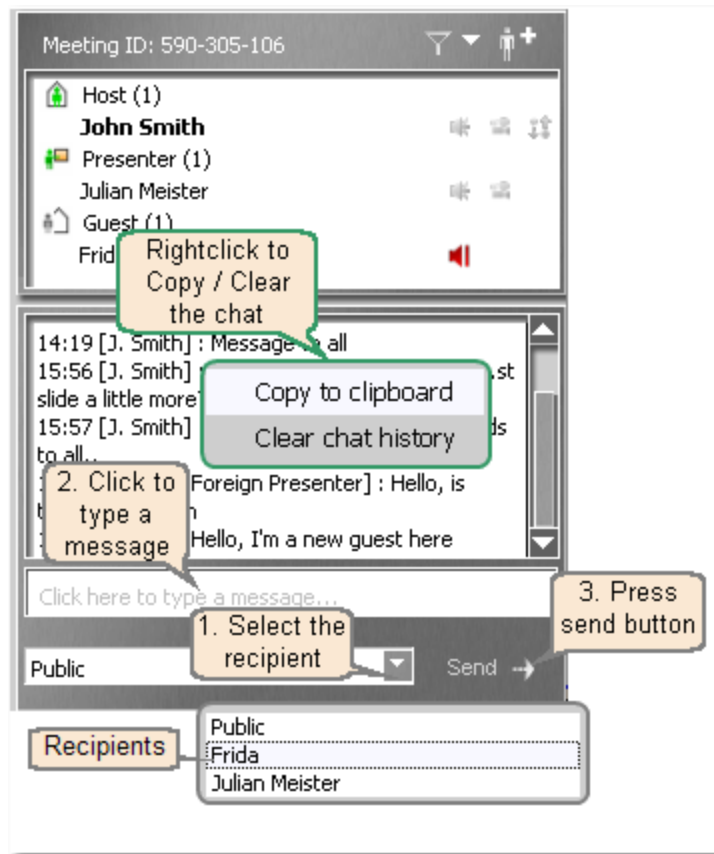 Meeting ID: 590-305-106
Host (1)
John Smith
Presenter (1)
Julian Meister
Guest (1)
Frid
Rightclick to
Copy / Clear
the chat
14:19 [J. Smith] : Message to all
15:56 [J. Smith] st
slide a little more
15:57 [J. Smith] ds
to all..
Copy to clipboard
Clear chat history
Foreign Presenter] : Hello, is
Hello, I'm a new guest here
2. Click to
type a
message
Click here to type a message...
1. Select the
recipient
3. Press
send button
Public
Send
Recipients
Public
Frida
Julian Meister